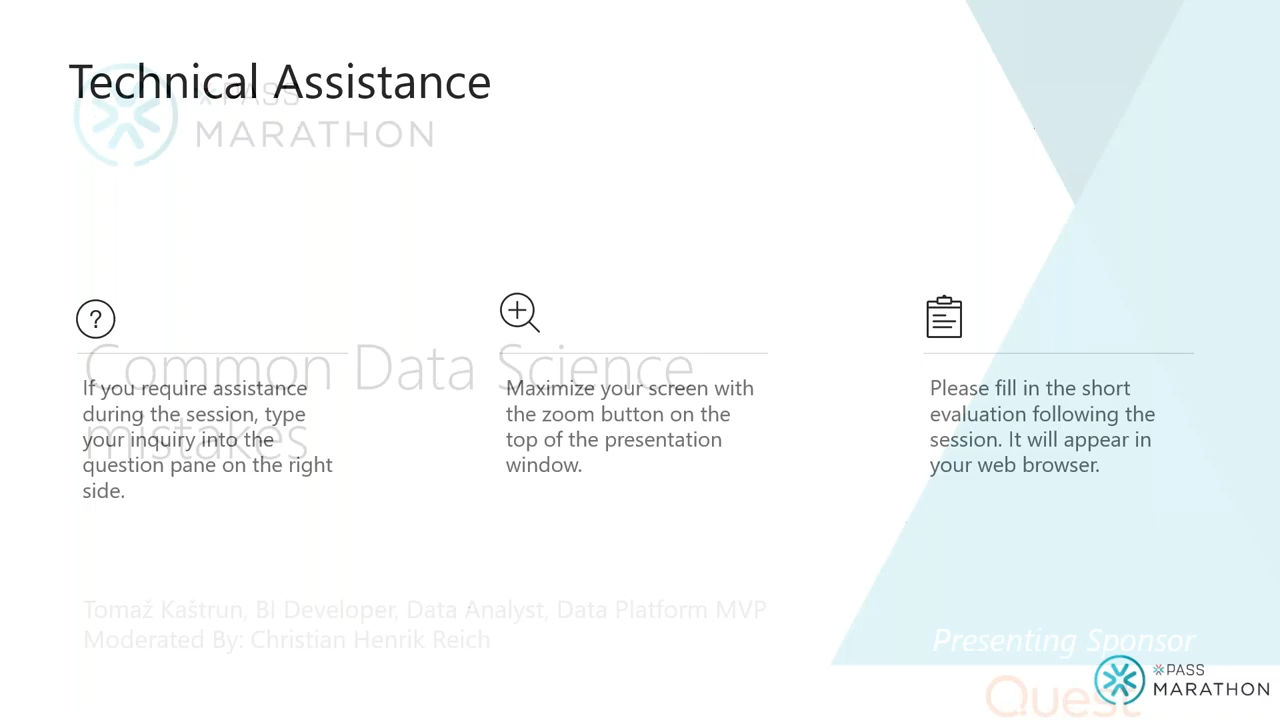 Technical Assistance
PASS
MARATHON
?
Common Data Science
mistakes
If you require assistance
during the session, type
your inquiry into the
question pane on the right
side.
Maximize your screen with
the zoom button on the
top of the presentation
window.
Please fill in the short
evaluation following the
session. It will appear in
your web browser.
Tomaž Kaštrun, BI Developer, Data Analyst, Data Platform MVP
Moderated By: Christian Henrik Reich
Presenting Sponsor
Quest
PASS
MARATHON